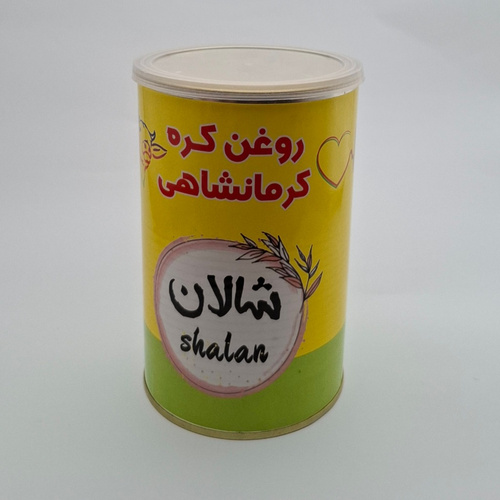 روغن کره
کرمانشاهی
شالان
shalan